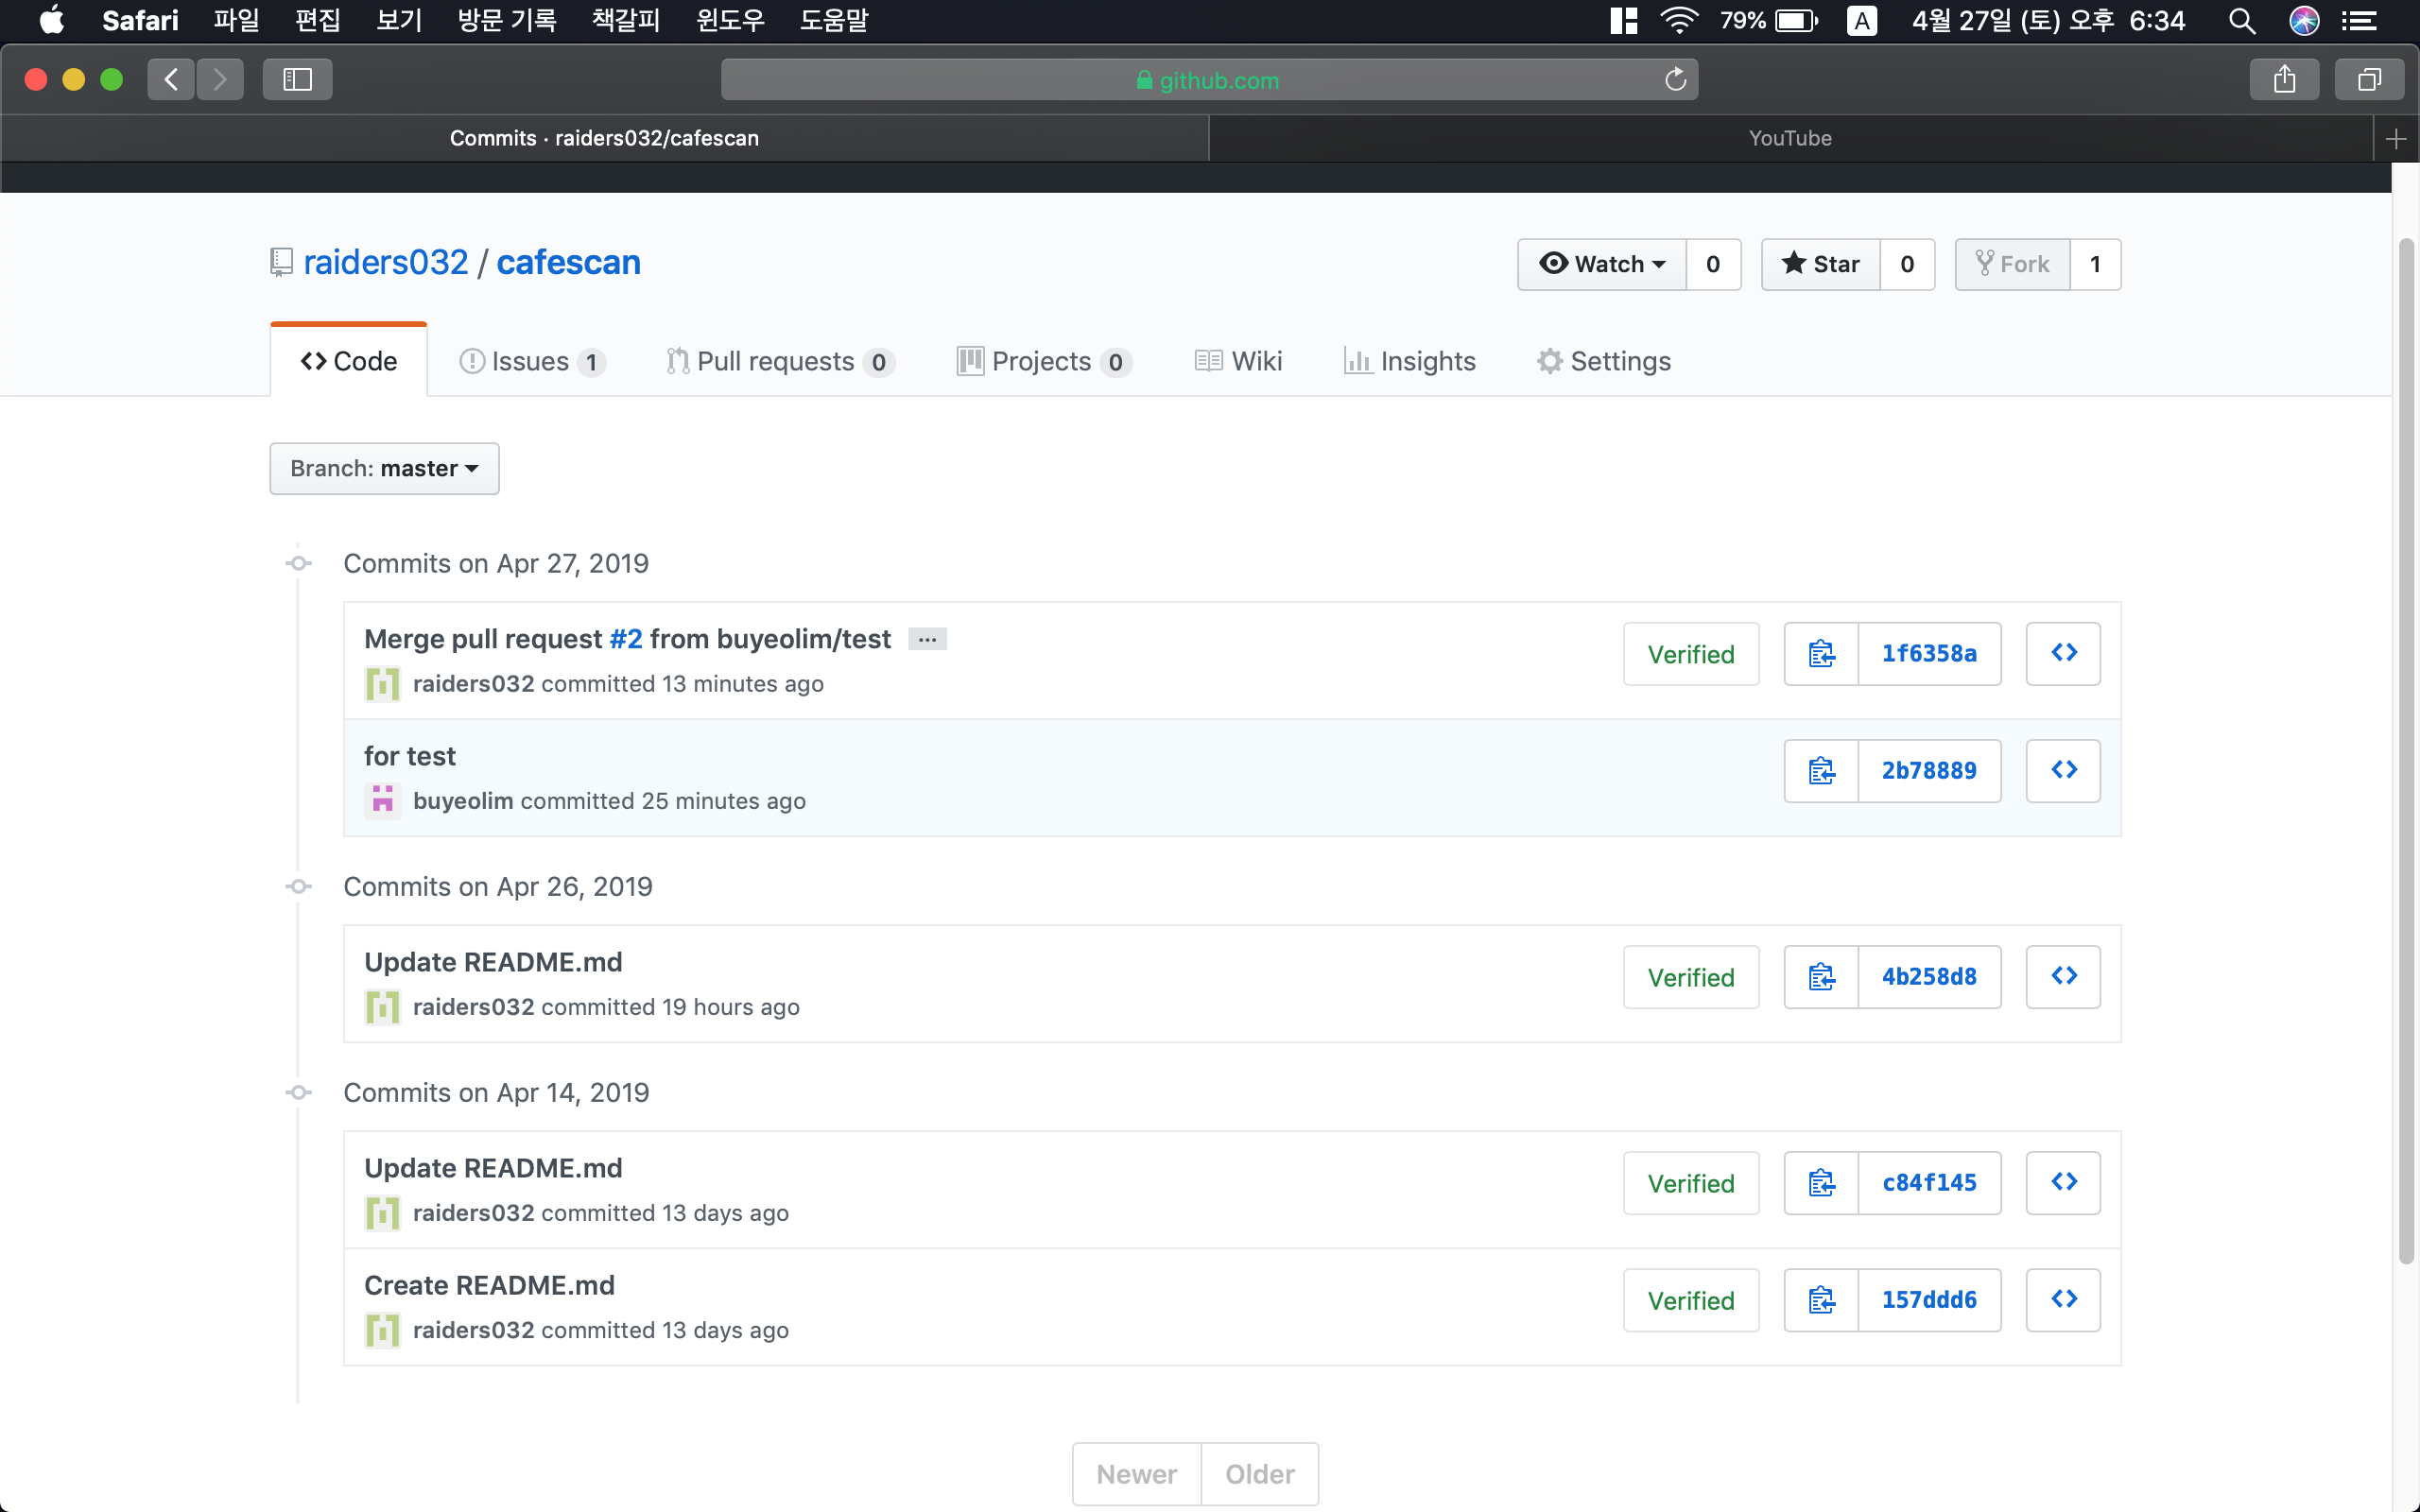 Safari 파일 편집 보기 방문 기록 책갈피 윈도우 도움말 79% A 4월 27일 (토) 오후 6:34
github.com
Commits · raiders032/cafescan YouTube
raiders032 / cafescan Watch 0 Star 0 Fork 1
Code Issues 1 Pull requests 0 Projects 0 Wiki Insights Settings
Branch: master
Commits on Apr 27, 2019
Merge pull request #2 from buyeolim/test … Verified 1f6358a
raiders032 committed 13 minutes ago
for test 2b78889
buyeolim committed 25 minutes ago
Commits on Apr 26, 2019
Update README.md Verified 4b258d8
raiders032 committed 19 hours ago
Commits on Apr 14, 2019
Update README.md Verified c84f145
raiders032 committed 13 days ago
Create README.md Verified 157ddd6
raiders032 committed 13 days ago
Newer Older